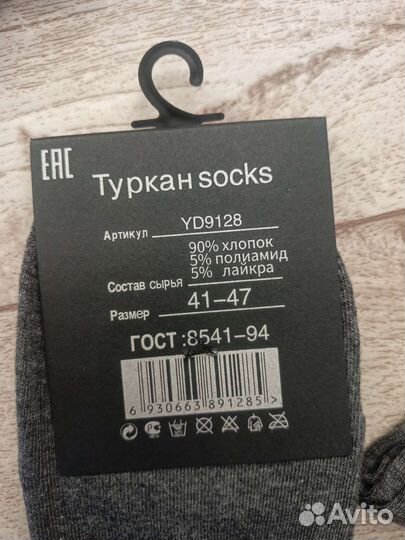 EAC
Туркан socks
Артикул YD9128
90% хлопок
5% полиамид
Состав сырья 5% лайкра
Размер 41-47
ГОСТ :8541-94
6 930663 891285 >
Avito